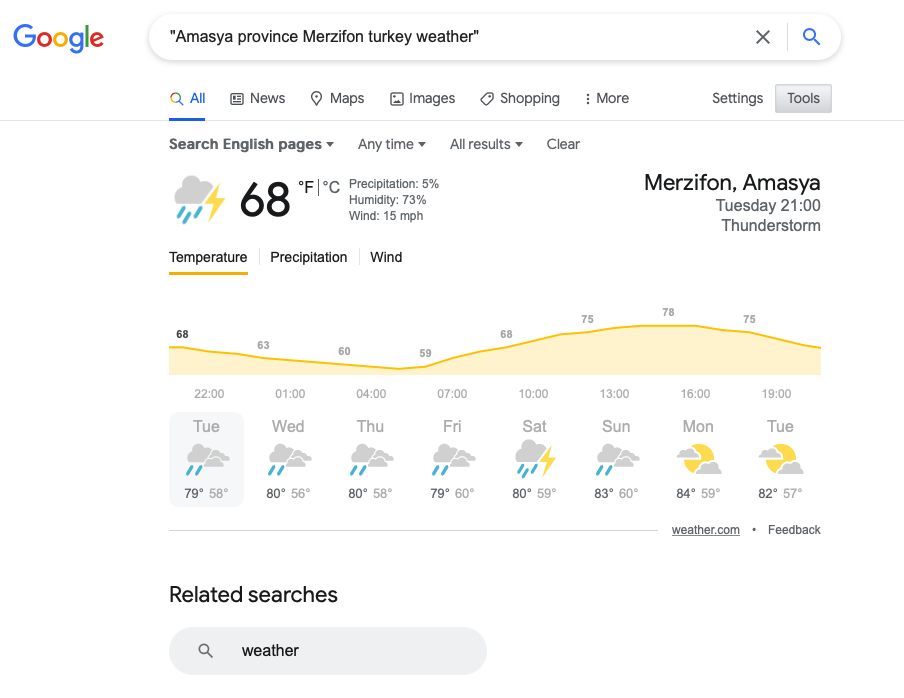 Google
"Amasya province Merzifon turkey weather"
All News Maps Images Shopping More Settings Tools
Search English pages Any time All results Clear
68 °F | °C
Precipitation: 5%
Humidity: 73%
Wind: 15 mph
Merzifon, Amasya
Tuesday 21:00
Thunderstorm
Temperature Precipitation Wind
68 63 60 59 68 75 78 75
22:00 01:00 04:00 07:00 10:00 13:00 16:00 19:00
Tue Wed Thu Fri Sat Sun Mon Tue
79° 58° 80° 56° 80° 58° 79° 60° 80° 59° 83° 60° 84° 59° 82° 57°
weather.com • Feedback
Related searches
weather